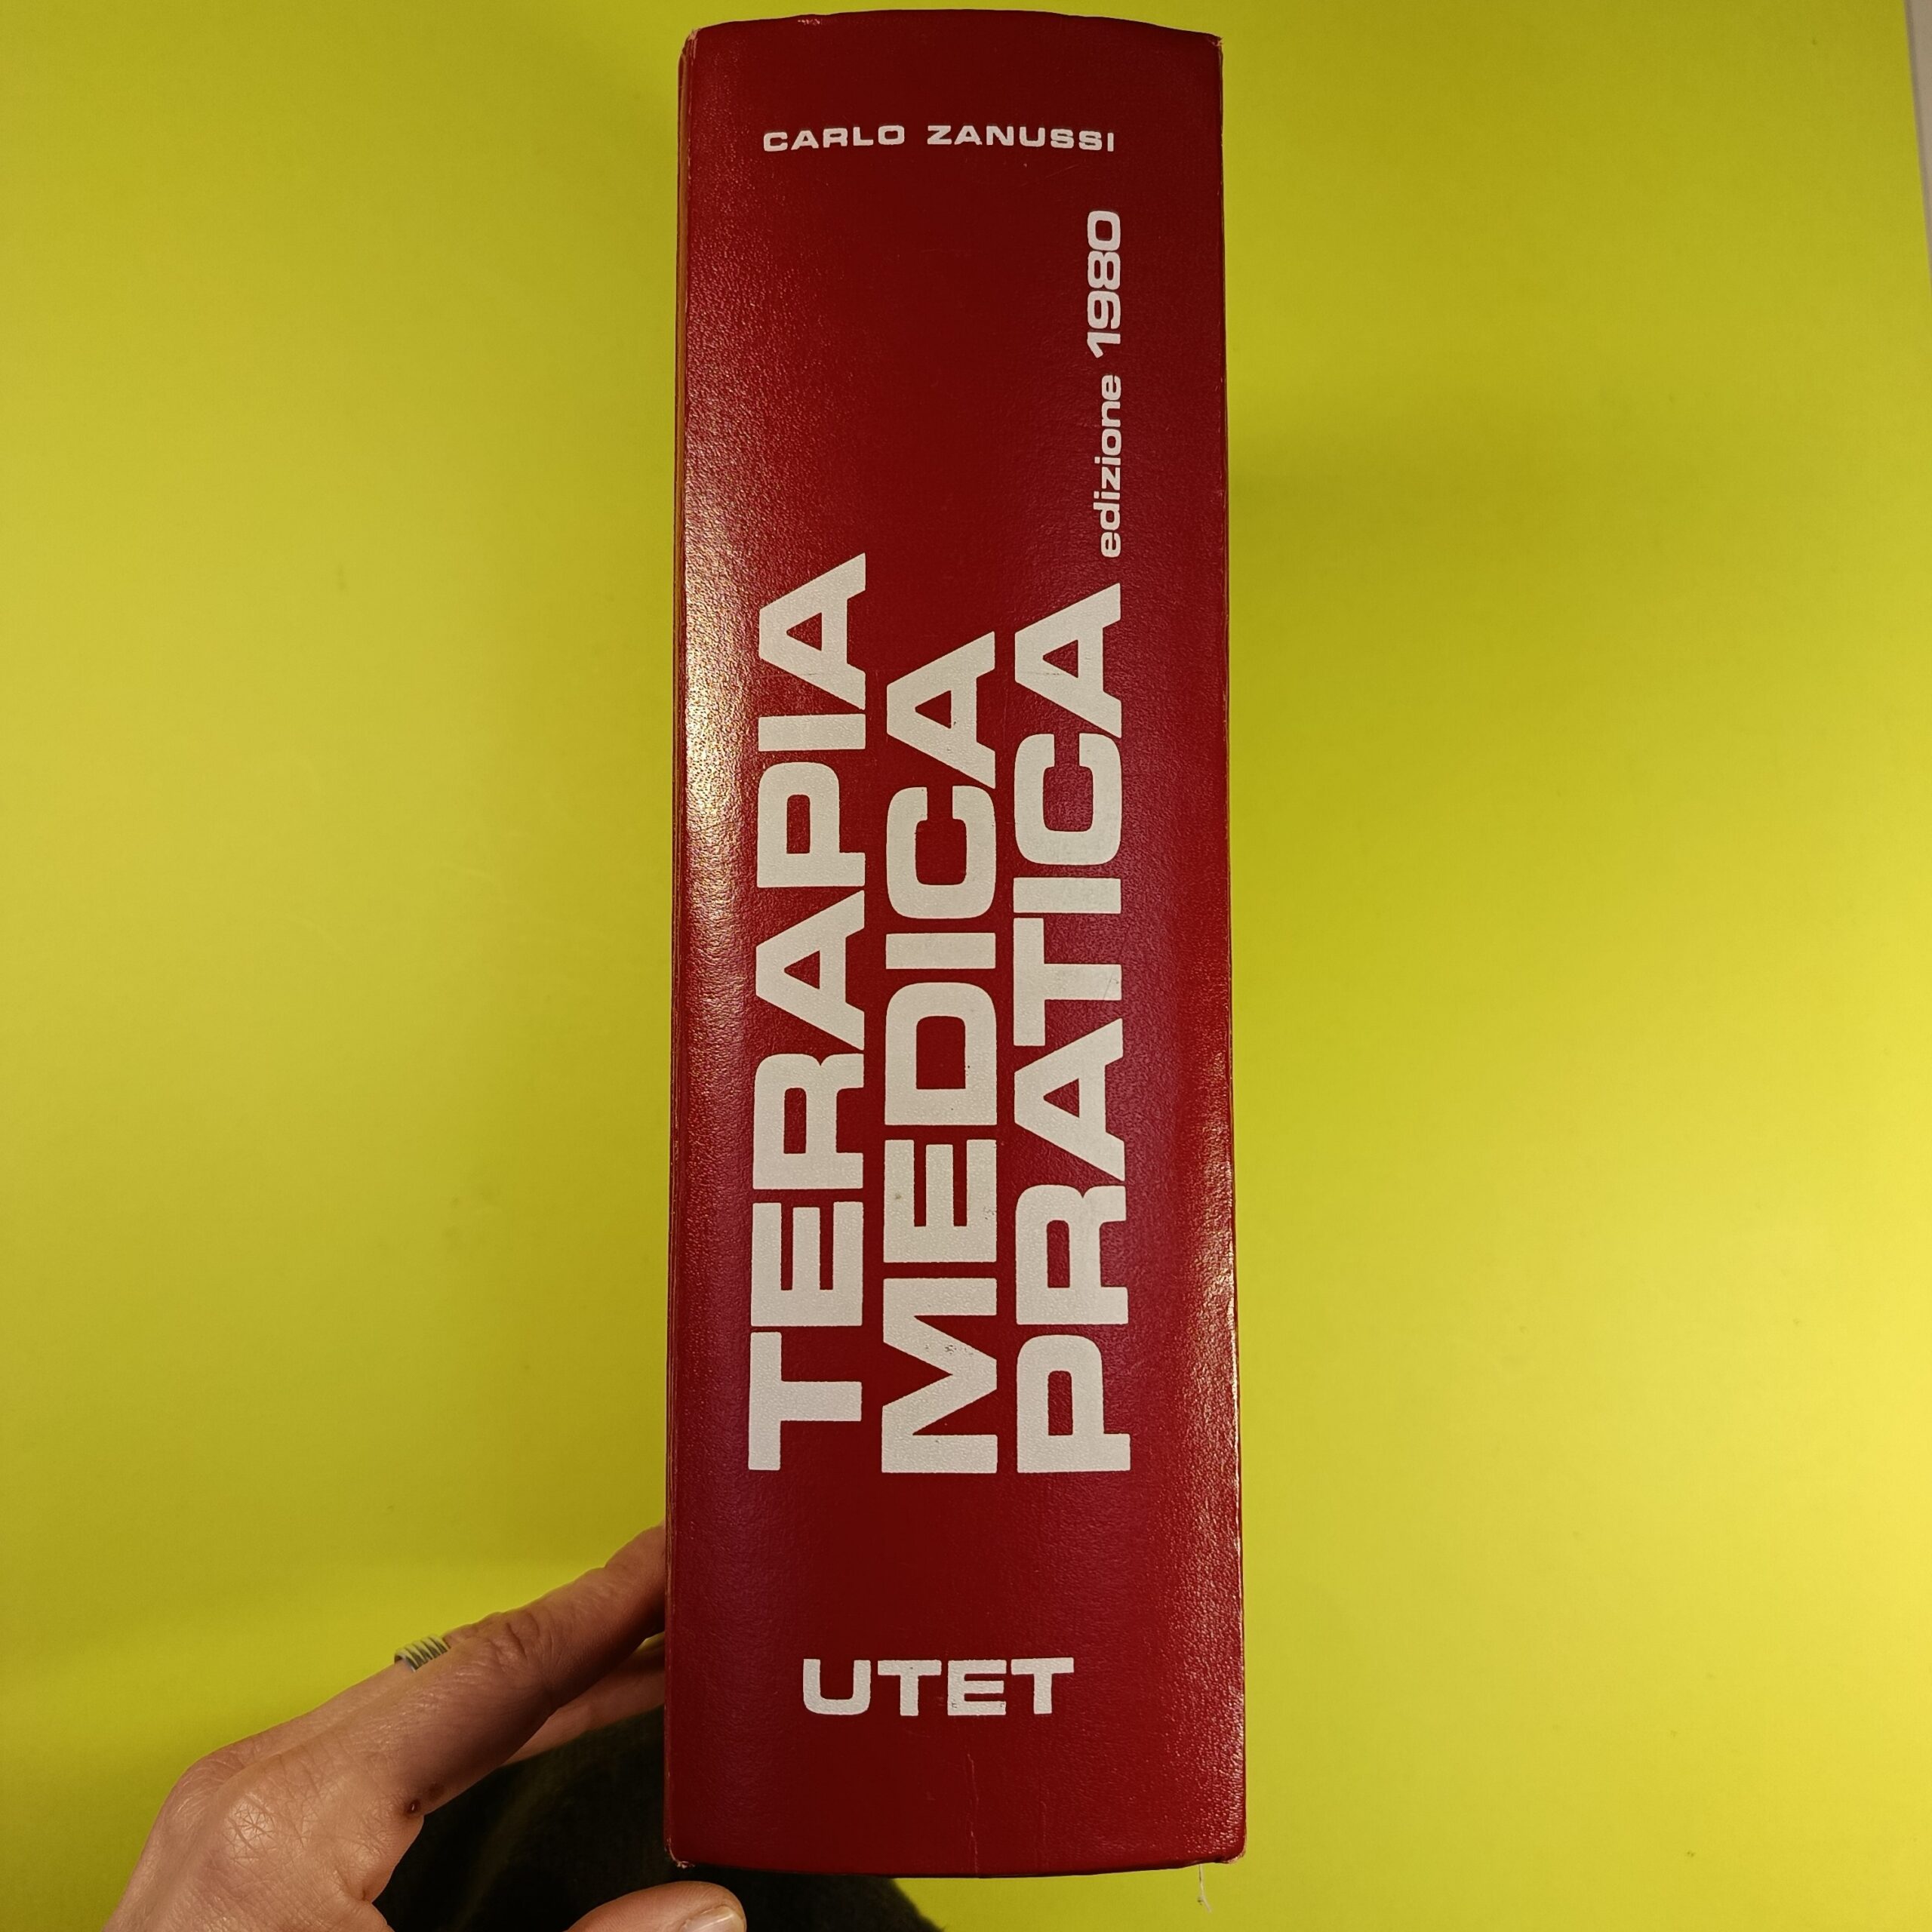 CARLO ZANUSSI
TERAPIA
MEDICA
PRATICA edizione 1980
UTET